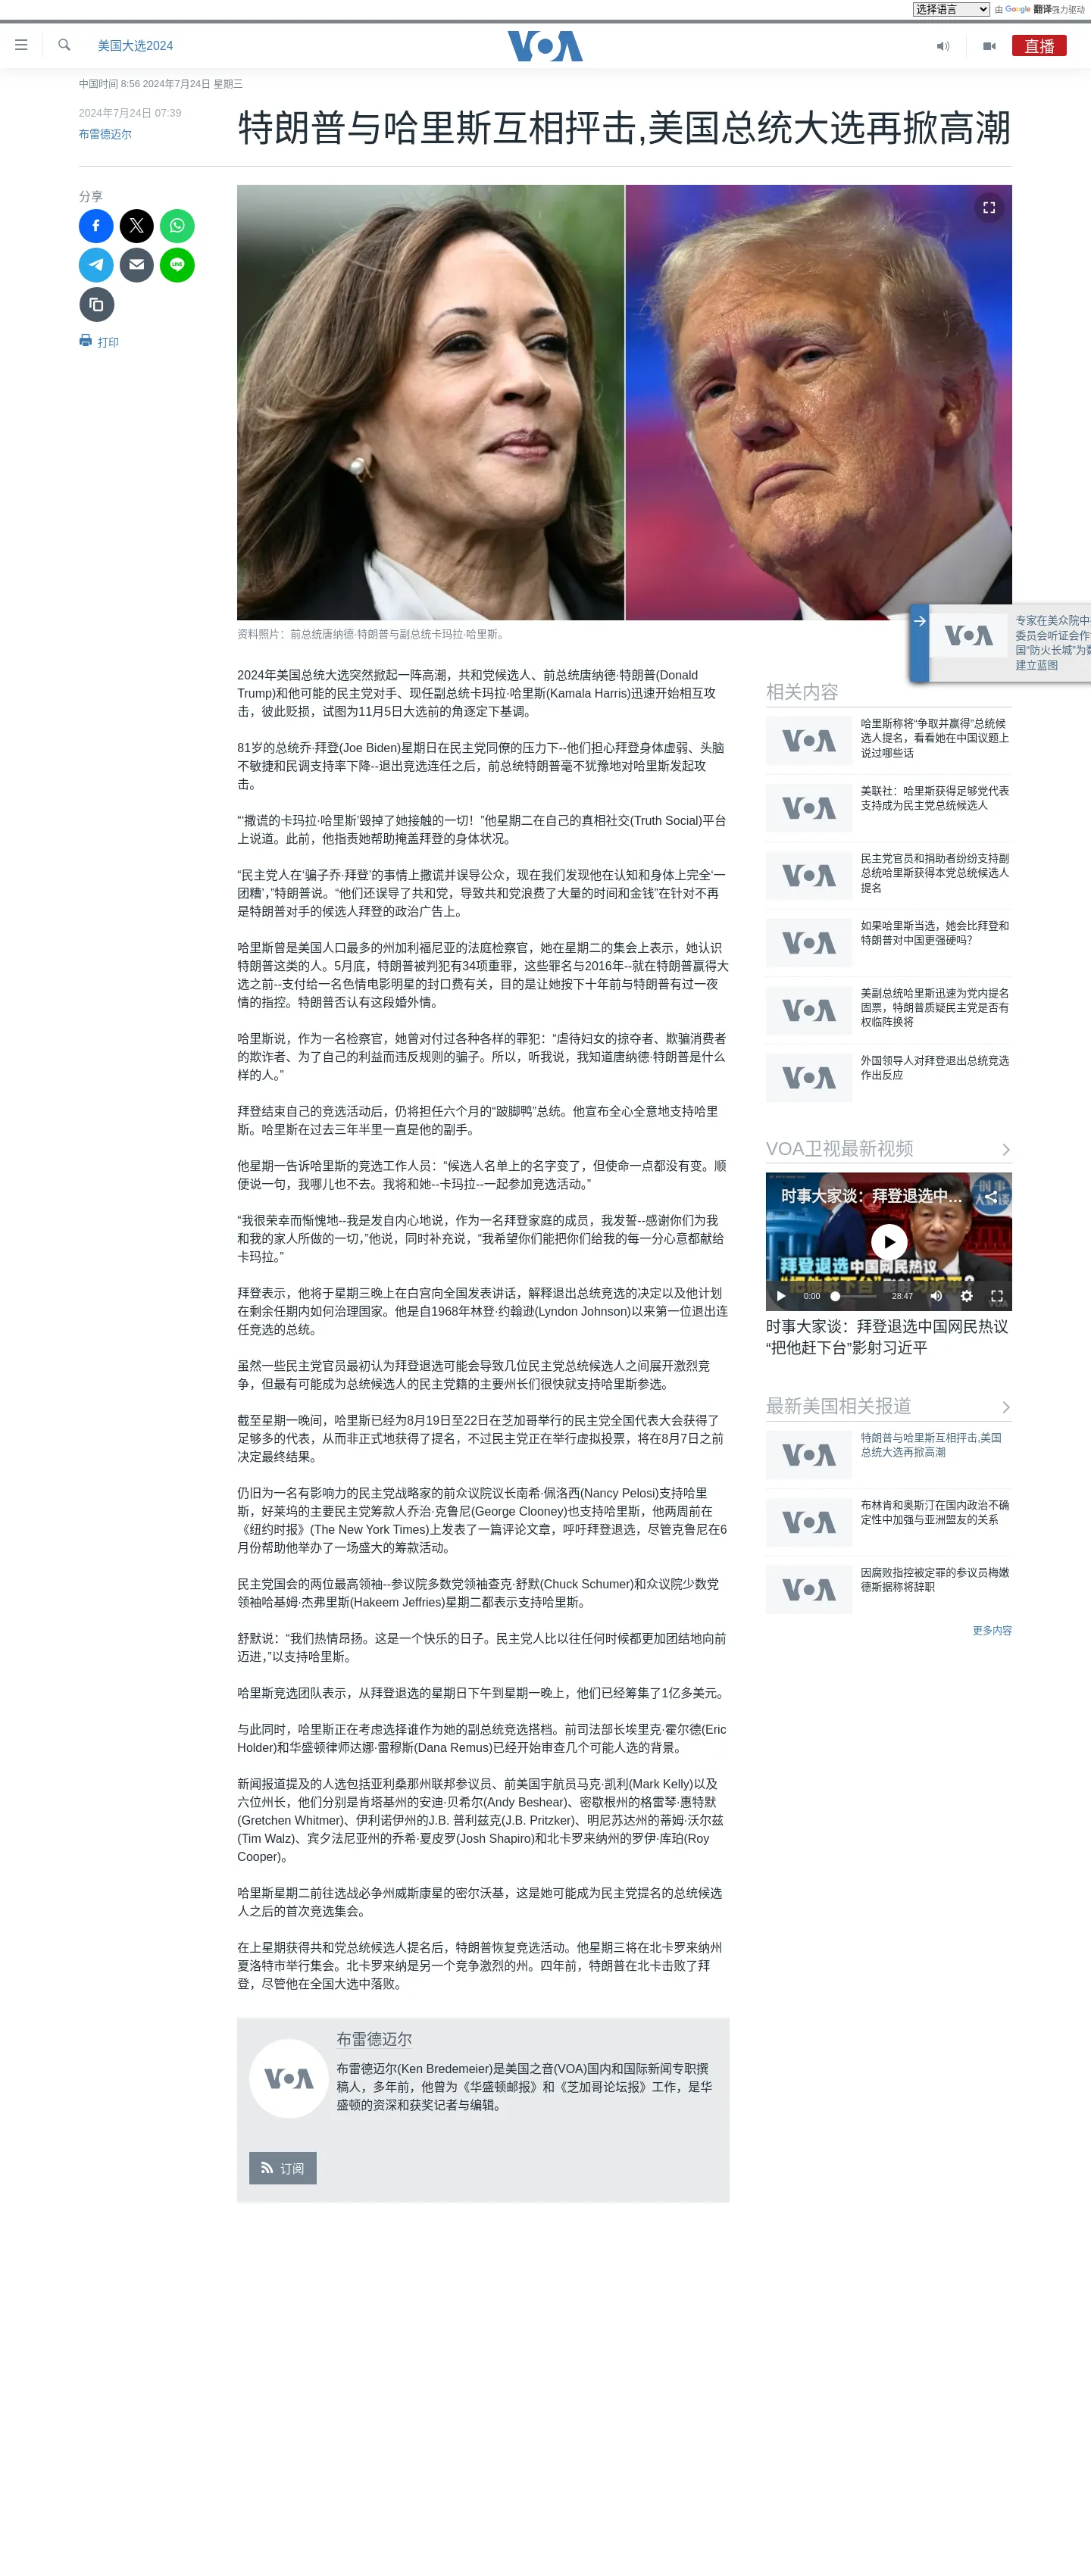 选择语言 由 Google 翻译强力驱动
美国大选2024
VOA
直播
中国时间 8:56 2024年7月24日 星期三
2024年7月24日 07:39
布雷德迈尔
特朗普与哈里斯互相抨击,美国总统大选再掀高潮
分享
打印
资料照片：前总统唐纳德·特朗普与副总统卡玛拉·哈里斯。
2024年美国总统大选突然掀起一阵高潮，共和党候选人、前总统唐纳德·特朗普(Donald
Trump)和他可能的民主党对手、现任副总统卡玛拉·哈里斯(Kamala Harris)迅速开始相互攻
击，彼此贬损，试图为11月5日大选前的角逐定下基调。
81岁的总统乔·拜登(Joe Biden)星期日在民主党同僚的压力下--他们担心拜登身体虚弱、头脑
不敏捷和民调支持率下降--退出竞选连任之后，前总统特朗普毫不犹豫地对哈里斯发起攻
击。
“‘撒谎的卡玛拉·哈里斯’毁掉了她接触的一切！”他星期二在自己的真相社交(Truth Social)平台
上说道。此前，他指责她帮助掩盖拜登的身体状况。
“民主党人在‘骗子乔·拜登’的事情上撒谎并误导公众，现在我们发现他在认知和身体上完全‘一
团糟’，”特朗普说。“他们还误导了共和党，导致共和党浪费了大量的时间和金钱”在针对不再
是特朗普对手的候选人拜登的政治广告上。
哈里斯曾是美国人口最多的州加利福尼亚的法庭检察官，她在星期二的集会上表示，她认识
特朗普这类的人。5月底，特朗普被判犯有34项重罪，这些罪名与2016年--就在特朗普赢得大
选之前--支付给一名色情电影明星的封口费有关，目的是让她按下十年前与特朗普有过一夜
情的指控。特朗普否认有这段婚外情。
哈里斯说，作为一名检察官，她曾对付过各种各样的罪犯：“虐待妇女的掠夺者、欺骗消费者
的欺诈者、为了自己的利益而违反规则的骗子。所以，听我说，我知道唐纳德·特朗普是什么
样的人。”
拜登结束自己的竞选活动后，仍将担任六个月的“跛脚鸭”总统。他宣布全心全意地支持哈里
斯。哈里斯在过去三年半里一直是他的副手。
他星期一告诉哈里斯的竞选工作人员：“候选人名单上的名字变了，但使命一点都没有变。顺
便说一句，我哪儿也不去。我将和她--卡玛拉--一起参加竞选活动。”
“我很荣幸而惭愧地--我是发自内心地说，作为一名拜登家庭的成员，我发誓--感谢你们为我
和我的家人所做的一切，”他说，同时补充说，“我希望你们能把你们给我的每一分心意都献给
卡玛拉。”
拜登表示，他将于星期三晚上在白宫向全国发表讲话，解释退出总统竞选的决定以及他计划
在剩余任期内如何治理国家。他是自1968年林登·约翰逊(Lyndon Johnson)以来第一位退出连
任竞选的总统。
虽然一些民主党官员最初认为拜登退选可能会导致几位民主党总统候选人之间展开激烈竞
争，但最有可能成为总统候选人的民主党籍的主要州长们很快就支持哈里斯参选。
截至星期一晚间，哈里斯已经为8月19日至22日在芝加哥举行的民主党全国代表大会获得了
足够多的代表，从而非正式地获得了提名，不过民主党正在举行虚拟投票，将在8月7日之前
决定最终结果。
仍旧为一名有影响力的民主党战略家的前众议院议长南希·佩洛西(Nancy Pelosi)支持哈里
斯，好莱坞的主要民主党筹款人乔治·克鲁尼(George Clooney)也支持哈里斯，他两周前在
《纽约时报》(The New York Times)上发表了一篇评论文章，呼吁拜登退选，尽管克鲁尼在6
月份帮助他举办了一场盛大的筹款活动。
民主党国会的两位最高领袖--参议院多数党领袖查克·舒默(Chuck Schumer)和众议院少数党
领袖哈基姆·杰弗里斯(Hakeem Jeffries)星期二都表示支持哈里斯。
舒默说：“我们热情昂扬。这是一个快乐的日子。民主党人比以往任何时候都更加团结地向前
迈进，”以支持哈里斯。
哈里斯竞选团队表示，从拜登退选的星期日下午到星期一晚上，他们已经筹集了1亿多美元。
与此同时，哈里斯正在考虑选择谁作为她的副总统竞选搭档。前司法部长埃里克·霍尔德(Eric
Holder)和华盛顿律师达娜·雷穆斯(Dana Remus)已经开始审查几个可能人选的背景。
新闻报道提及的人选包括亚利桑那州联邦参议员、前美国宇航员马克·凯利(Mark Kelly)以及
六位州长，他们分别是肯塔基州的安迪·贝希尔(Andy Beshear)、密歇根州的格雷琴·惠特默
(Gretchen Whitmer)、伊利诺伊州的J.B. 普利兹克(J.B. Pritzker)、明尼苏达州的蒂姆·沃尔兹
(Tim Walz)、宾夕法尼亚州的乔希·夏皮罗(Josh Shapiro)和北卡罗来纳州的罗伊·库珀(Roy
Cooper)。
哈里斯星期二前往选战必争州威斯康星的密尔沃基，这是她可能成为民主党提名的总统候选
人之后的首次竞选集会。
在上星期获得共和党总统候选人提名后，特朗普恢复竞选活动。他星期三将在北卡罗来纳州
夏洛特市举行集会。北卡罗来纳是另一个竞争激烈的州。四年前，特朗普在北卡击败了拜
登，尽管他在全国大选中落败。
布雷德迈尔
VOA
布雷德迈尔(Ken Bredemeier)是美国之音(VOA)国内和国际新闻专职撰
稿人，多年前，他曾为《华盛顿邮报》和《芝加哥论坛报》工作，是华
盛顿的资深和获奖记者与编辑。
订阅
VOA
专家在美众院中
委员会听证会作
国“防火长城”为
建立蓝图
相关内容
VOA
哈里斯称将“争取并赢得”总统候
选人提名，看看她在中国议题上
说过哪些话
VOA
美联社：哈里斯获得足够党代表
支持成为民主党总统候选人
VOA
民主党官员和捐助者纷纷支持副
总统哈里斯获得本党总统候选人
提名
VOA
如果哈里斯当选，她会比拜登和
特朗普对中国更强硬吗？
VOA
美副总统哈里斯迅速为党内提名
固票，特朗普质疑民主党是否有
权临阵换将
VOA
外国领导人对拜登退出总统竞选
作出反应
VOA卫视最新视频
时事大家谈：拜登退选中…
拜登退选 中国网民热议
“把他赶下台”影射习近平?
0:00 28:47
时事大家谈：拜登退选中国网民热议
“把他赶下台”影射习近平
最新美国相关报道
VOA
特朗普与哈里斯互相抨击,美国
总统大选再掀高潮
VOA
布林肯和奥斯汀在国内政治不确
定性中加强与亚洲盟友的关系
VOA
因腐败指控被定罪的参议员梅嫩
德斯据称将辞职
更多内容